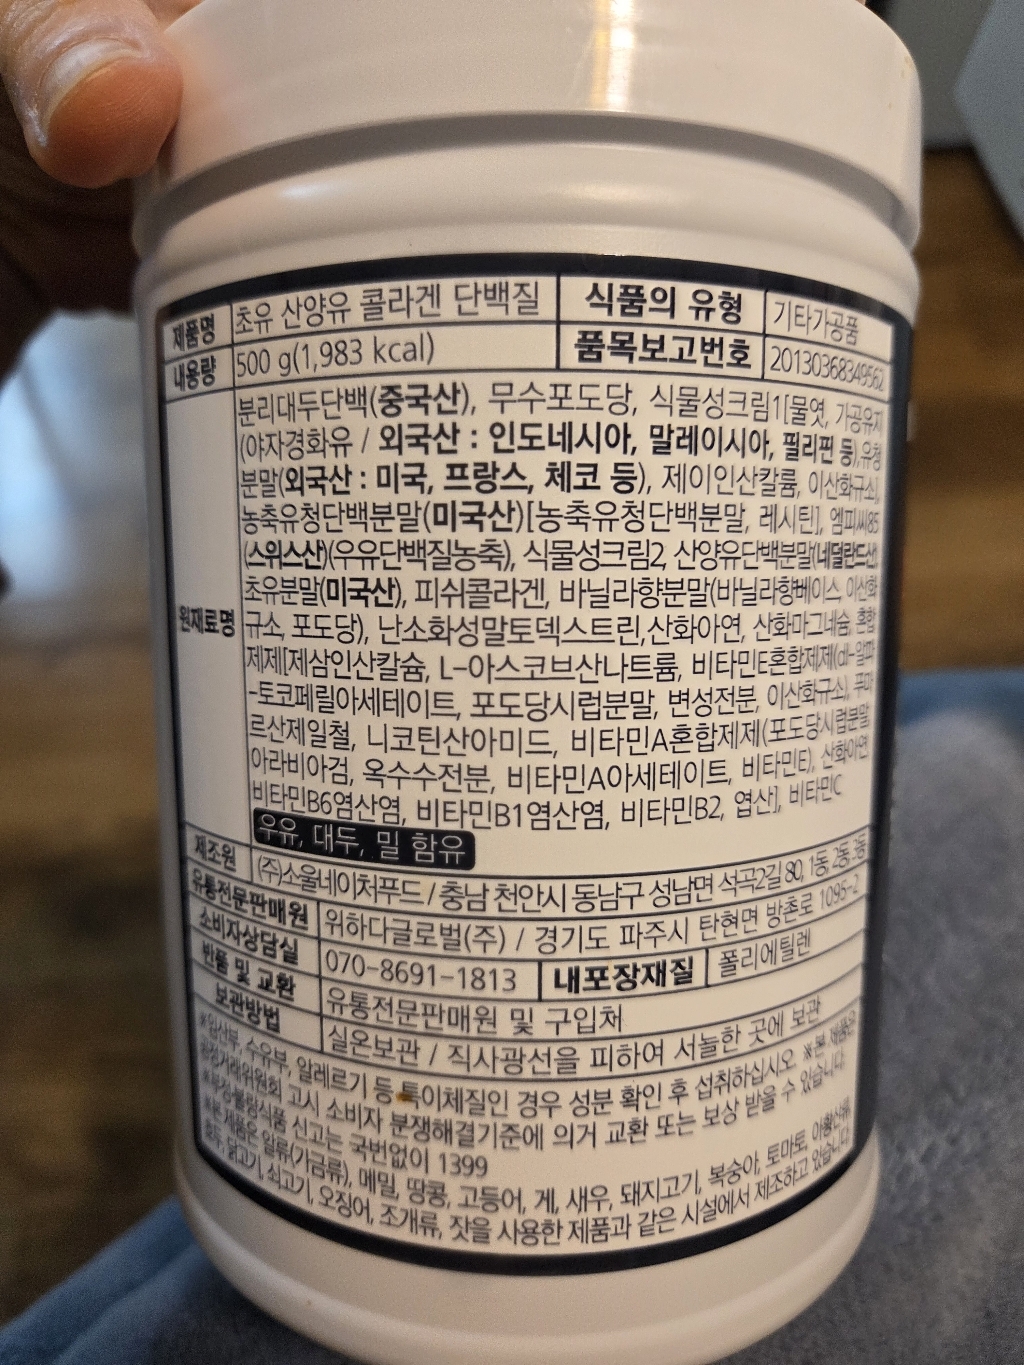 제품명 초유 산양유 콜라겐 단백질 식품의 유형 기타가공품
내용량 500 g(1,983 kcal) 품목보고번호 20130368349562
원재료명
분리대두단백(중국산), 무수포도당, 식물성크림1[물엿, 가공유지
(야자경화유 / 외국산 : 인도네시아, 말레이시아, 필리핀 등),유청
분말(외국산 : 미국, 프랑스, 체코 등), 제이인산칼륨, 이산화규소],
농축유청단백분말(미국산)[농축유청단백분말, 레시틴], 엠피씨85
(스위스산)(우유단백질농축), 식물성크림2, 산양유단백분말(네덜란드산),
초유분말(미국산), 피쉬콜라겐, 바닐라향분말(바닐라향베이스, 이산화
규소, 포도당), 난소화성말토덱스트린,산화아연, 산화마그네슘, 혼합
제제[제삼인산칼슘, L-아스코브산나트륨, 비타민E혼합제제(dl-알파
-토코페릴아세테이트, 포도당시럽분말, 변성전분, 이산화규소), 푸마
르산제일철, 니코틴산아미드, 비타민A혼합제제(포도당시럽분말,
아라비아검, 옥수수전분, 비타민A아세테이트, 비타민E), 산화아연
비타민B6염산염, 비타민B1염산염, 비타민B2, 엽산], 비타민C
우유, 대두, 밀 함유
제조원 (주)소울네이처푸드 / 충남 천안시 동남구 성남면 석곡2길 80, 1동, 2동, 3동
유통전문판매원 위하다글로벌(주) / 경기도 파주시 탄현면 방촌로 1095-2
소비자상담실 070-8691-1813 내포장재질 폴리에틸렌
반품 및 교환 유통전문판매원 및 구입처
보관방법 실온보관 / 직사광선을 피하여 서늘한 곳에 보관
※임산부, 수유부, 알레르기 등 특이체질인 경우 성분 확인 후 섭취하십시오. ※본 제품은
공정거래위원회 고시 소비자 분쟁해결기준에 의거 교환 또는 보상 받을 수 있습니다.
※부정·불량식품 신고는 국번없이 1399
※본 제품은 알류(가금류), 메밀, 땅콩, 고등어, 게, 새우, 돼지고기, 복숭아, 토마토, 아황산류,
호두, 닭고기, 쇠고기, 오징어, 조개류, 잣을 사용한 제품과 같은 시설에서 제조하고 있습니다.